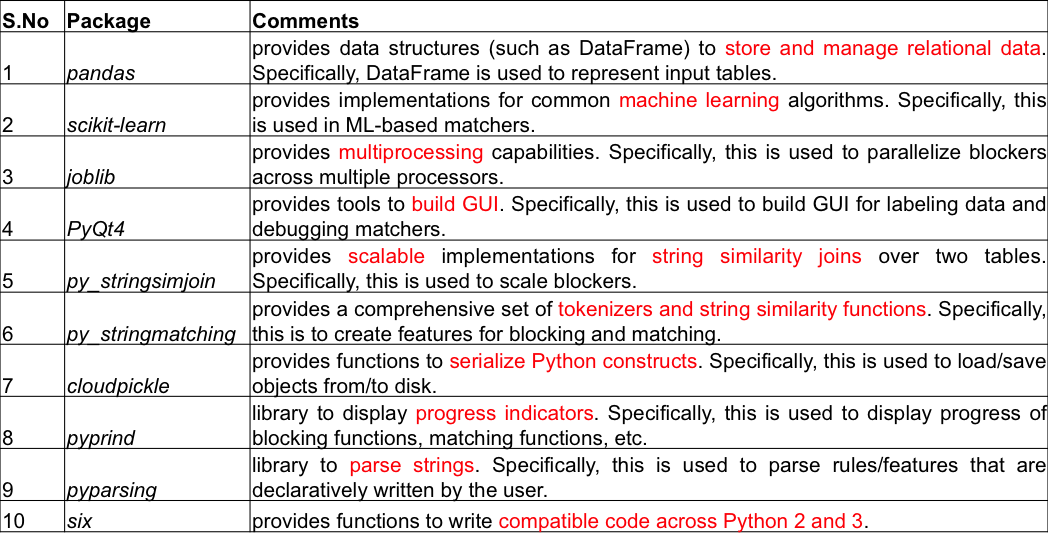 S.No Package Comments
provides data structures (such as DataFrame) to store and manage relational data.
1 pandas Specifically, DataFrame is used to represent input tables.
provides implementations for common machine learning algorithms. Specifically, this
2 scikit-learn is used in ML-based matchers.
provides multiprocessing capabilities. Specifically, this is used to parallelize blockers
3 joblib across multiple processors.
provides tools to build GUI. Specifically, this is used to build GUI for labeling data and
4 PyQt4 debugging matchers.
provides scalable implementations for string similarity joins over two tables.
5 py_stringsimjoin Specifically, this is used to scale blockers.
provides a comprehensive set of tokenizers and string similarity functions. Specifically,
6 py_stringmatching this is to create features for blocking and matching.
provides functions to serialize Python constructs. Specifically, this is used to load/save
7 cloudpickle objects from/to disk.
library to display progress indicators. Specifically, this is used to display progress of
8 pyprind blocking functions, matching functions, etc.
library to parse strings. Specifically, this is used to parse rules/features that are
9 pyparsing declaratively written by the user.
10 six provides functions to write compatible code across Python 2 and 3.